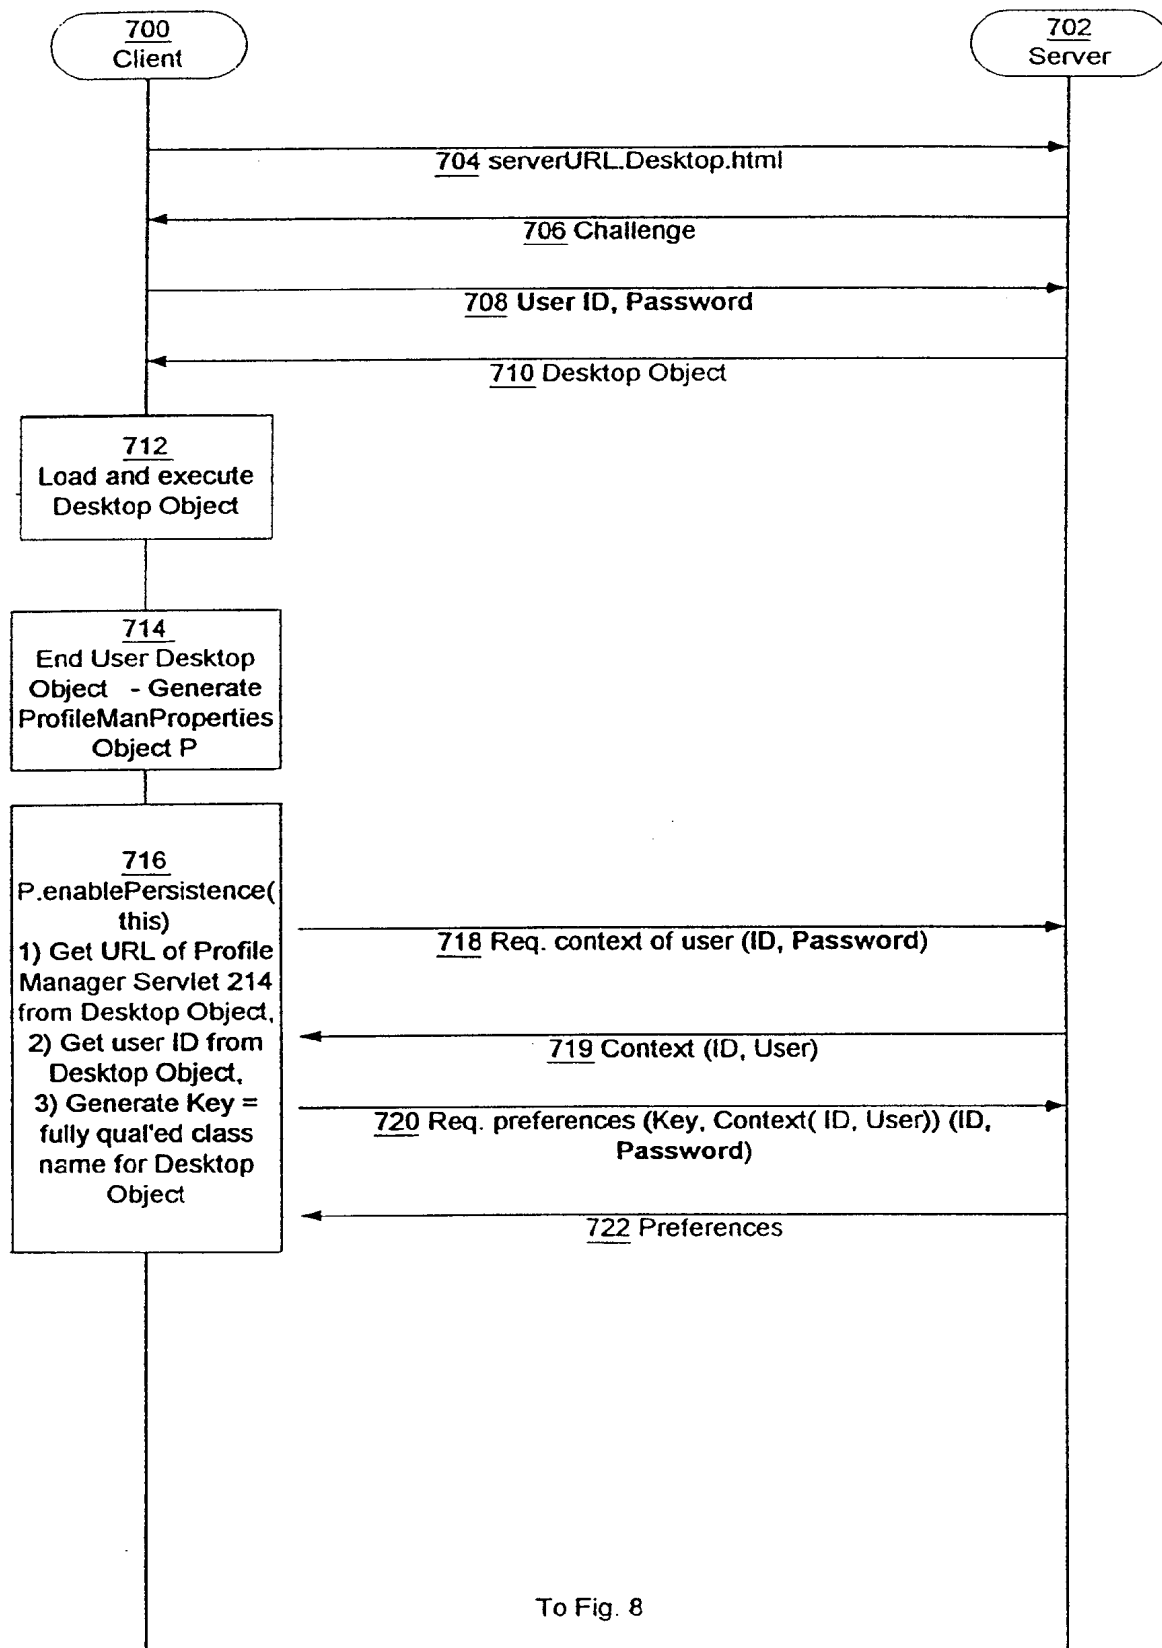 700
Client
702
Server
704 serverURL.Desktop.html
706 Challenge
708 User ID, Password
710 Desktop Object
712
Load and execute
Desktop Object
714
End User Desktop
Object - Generate
ProfileManProperties
Object P
716
P.enablePersistence(
this)
1) Get URL of Profile
Manager Servlet 214
from Desktop Object,
2) Get user ID from
Desktop Object,
3) Generate Key =
fully qual'ed class
name for Desktop
Object
718 Req. context of user (ID, Password)
719 Context (ID, User)
720 Req. preferences (Key, Context( ID, User)) (ID,
Password)
722 Preferences
To Fig. 8